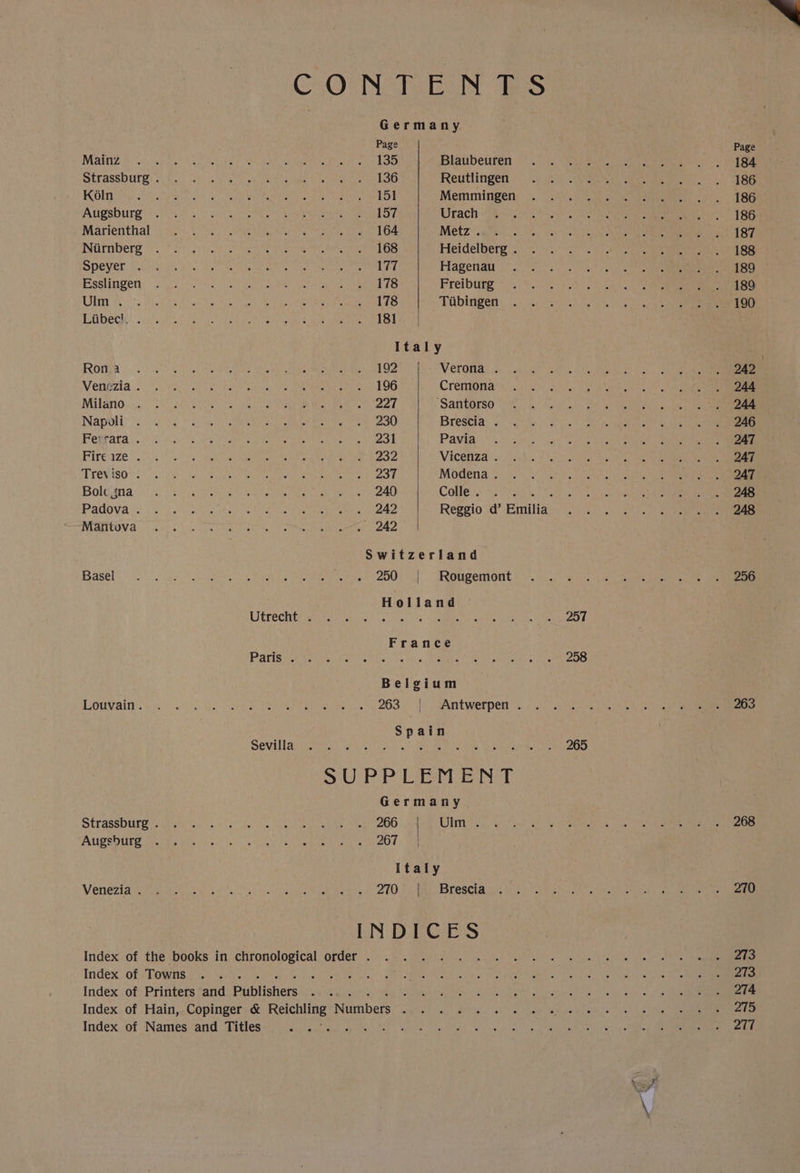 CONTENTS
Germany
Page
Mainz . . . . . . . . . . . . 135
Strassburg . . . . . . . . . . . . 136
Köln . . . . . . . . . . . . 151
Augsburg . . . . . . . . . . . . 157
Marienthal . . . . . . . . . . . . 164
Nürnberg . . . . . . . . . . . . 168
Speyer . . . . . . . . . . . . 177
Esslingen . . . . . . . . . . . . 178
Ulm . . . . . . . . . . . . 178
Lübeck . . . . . . . . . . . . 181
Page
Blaubeuren . . . . . . . . . . . . 184
Reutlingen . . . . . . . . . . . . 186
Memmingen . . . . . . . . . . . . 186
Urach . . . . . . . . . . . . 186
Metz . . . . . . . . . . . . 187
Heidelberg . . . . . . . . . . . . 188
Hagenau . . . . . . . . . . . . 189
Freiburg . . . . . . . . . . . . 189
Tübingen . . . . . . . . . . . . 190
Italy
Roma . . . . . . . . . . . . 192
Venezia . . . . . . . . . . . . 196
Milano . . . . . . . . . . . . 227
Napoli . . . . . . . . . . . . 230
Ferrara . . . . . . . . . . . . 231
Firenze . . . . . . . . . . . . 232
Treviso . . . . . . . . . . . . 237
Bologna . . . . . . . . . . . . 240
Padova . . . . . . . . . . . . 242
Mantova . . . . . . . . . . . . 242
Verona . . . . . . . . . . . . 242
Cremona . . . . . . . . . . . . 244
Santorso . . . . . . . . . . . . 244
Brescia . . . . . . . . . . . . 246
Pavia . . . . . . . . . . . . 247
Vicenza . . . . . . . . . . . . 247
Modena . . . . . . . . . . . . 247
Colle . . . . . . . . . . . . 248
Reggio d' Emilia . . . . . . . . . . 248
Switzerland
Basel . . . . . . . . . . . . 250 | Rougemont . . . . . . . . . . . . 256
Holland
Utrecht . . . . . . . . . . . . 257
France
Paris . . . . . . . . . . . . 258
Belgium
Louvain . . . . . . . . . . . . 263 | Antwerpen . . . . . . . . . . . . 263
Spain
Sevilla . . . . . . . . . . . . 265
SUPPLEMENT
Germany
Strassburg . . . . . . . . . . . . 266 | Ulm . . . . . . . . . . . . 268
Augsburg . . . . . . . . . . . . 267
Italy
Venezia . . . . . . . . . . . . 270 | Brescia . . . . . . . . . . . . 270
INDICES
Index of the books in chronological order . . . . . . . . . . . . 273
Index of Towns . . . . . . . . . . . . 273
Index of Printers and Publishers . . . . . . . . . . . . 274
Index of Hain, Copinger & Reichling Numbers . . . . . . . . . . . . 275
Index of Names and Titles . . . . . . . . . . . . 277